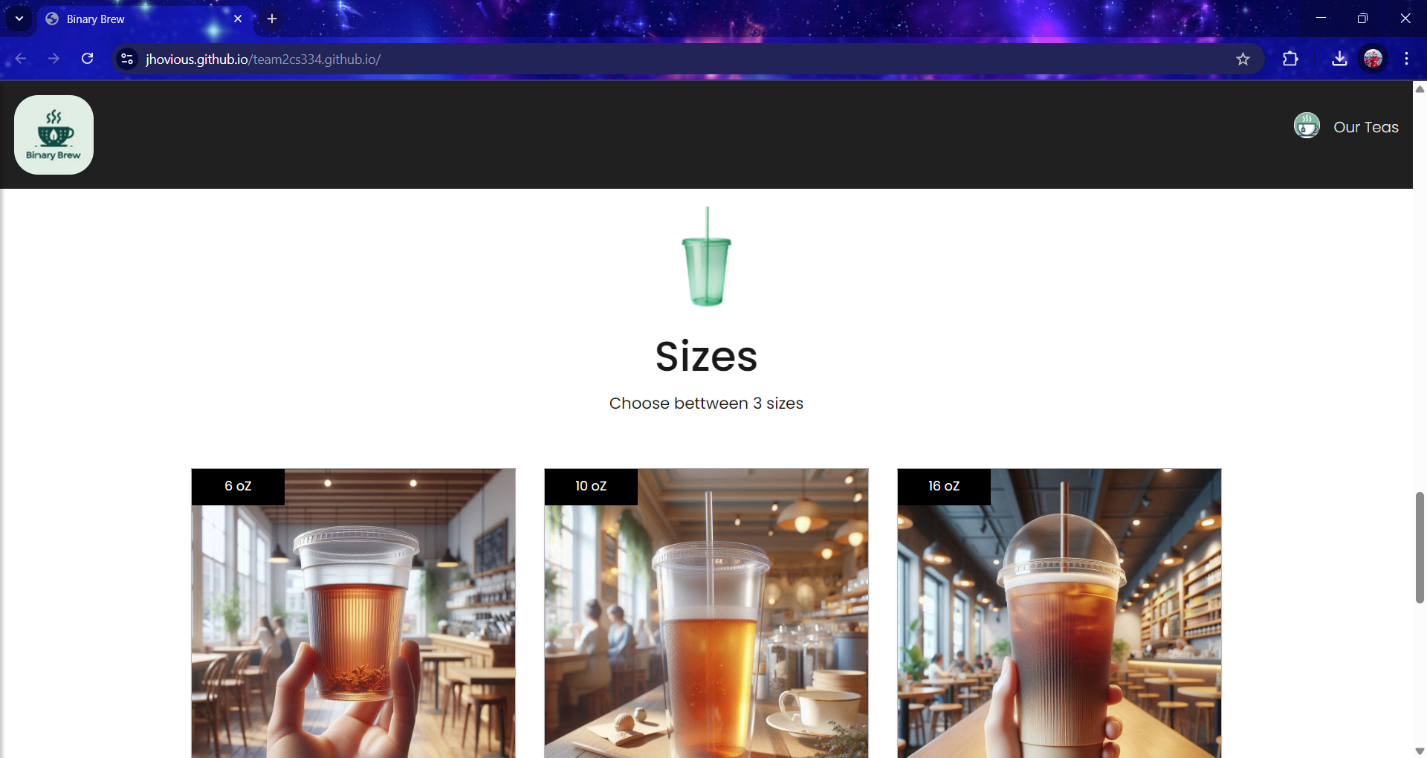 Binary Brew
jhovious.github.io/team2cs334.github.io/
Binary Brew
Our Teas
Sizes
Choose bettween 3 sizes
6 oZ
10 oZ
16 oZ